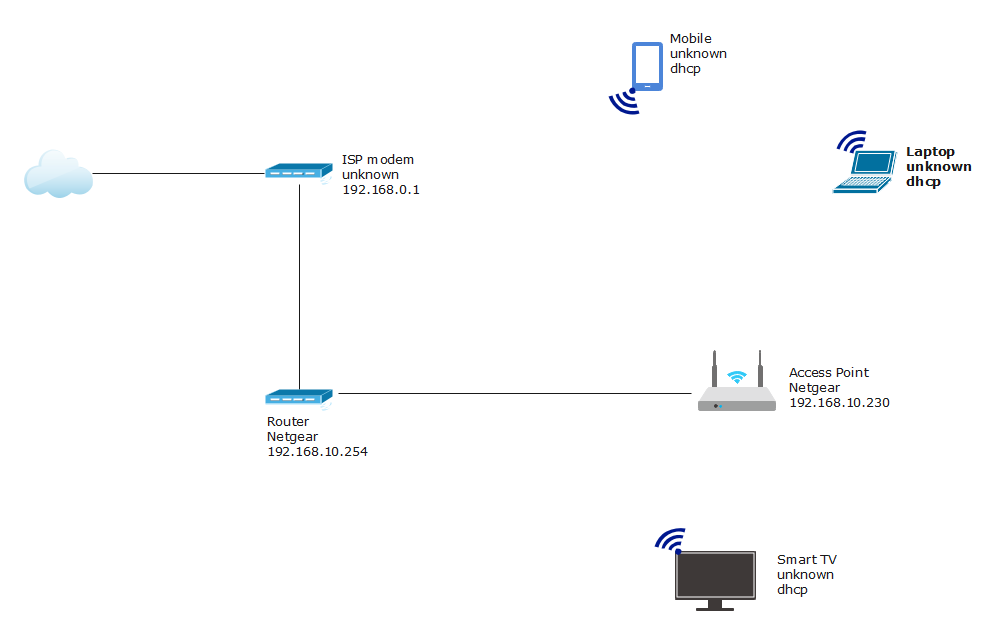 Mobile
unknown
dhcp
Laptop
unknown
dhcp
ISP modem
unknown
192.168.0.1
Access Point
Netgear
192.168.10.230
Router
Netgear
192.168.10.254
Smart TV
unknown
dhcp